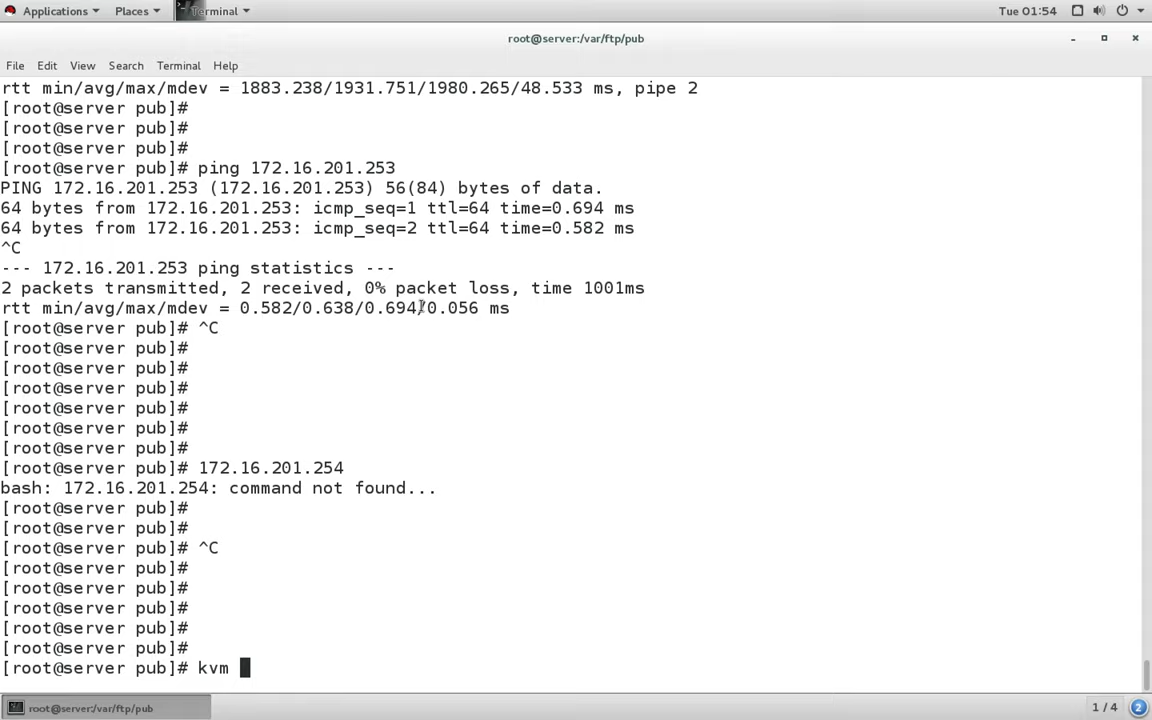 Applications Places Terminal Tue 01:54
root@server:/var/ftp/pub
File Edit View Search Terminal Help
rtt min/avg/max/mdev = 1883.238/1931.751/1980.265/48.533 ms, pipe 2
[root@server pub]#
[root@server pub]#
[root@server pub]#
[root@server pub]# ping 172.16.201.253
PING 172.16.201.253 (172.16.201.253) 56(84) bytes of data.
64 bytes from 172.16.201.253: icmp_seq=1 ttl=64 time=0.694 ms
64 bytes from 172.16.201.253: icmp_seq=2 ttl=64 time=0.582 ms
^C
--- 172.16.201.253 ping statistics ---
2 packets transmitted, 2 received, 0% packet loss, time 1001ms
rtt min/avg/max/mdev = 0.582/0.638/0.694/0.056 ms
[root@server pub]# ^C
[root@server pub]#
[root@server pub]#
[root@server pub]#
[root@server pub]#
[root@server pub]#
[root@server pub]#
[root@server pub]# 172.16.201.254
bash: 172.16.201.254: command not found...
[root@server pub]#
[root@server pub]#
[root@server pub]# ^C
[root@server pub]#
[root@server pub]#
[root@server pub]#
[root@server pub]#
[root@server pub]#
[root@server pub]# kvm
root@server:/var/ftp/pub 1 / 4 2